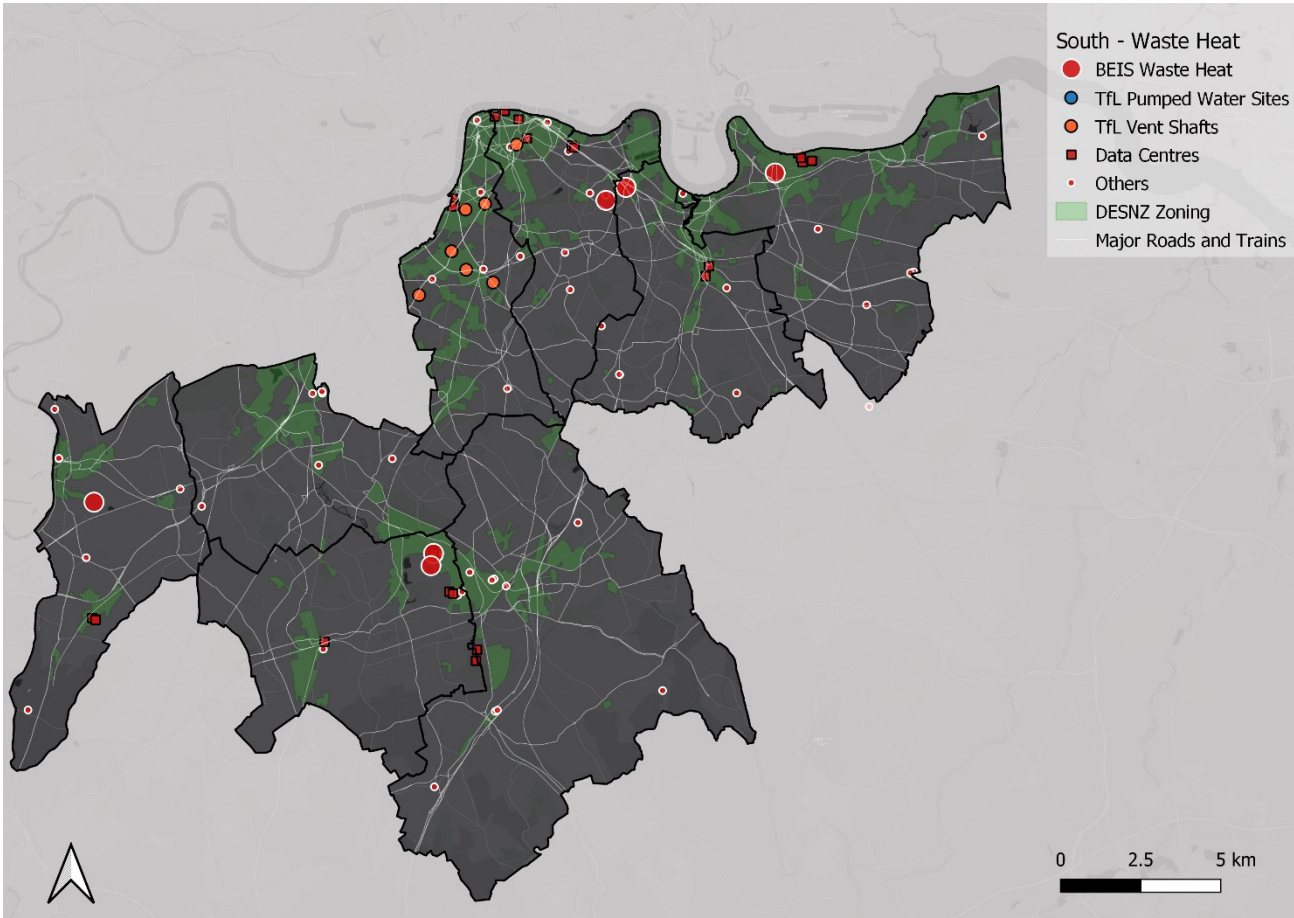 South - Waste Heat
BEIS Waste Heat
TfL Pumped Water Sites
TfL Vent Shafts
Data Centres
Others
DESNZ Zoning
Major Roads and Trains
0 2.5 5 km